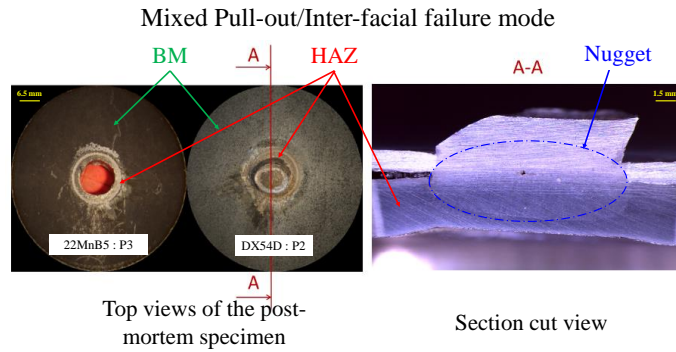 Mixed Pull-out/Inter-facial failure mode
BM
A
HAZ
A-A
Nugget
6.5 mm
1.5 mm
22MnB5 : P3
DX54D : P2
A
Top views of the post-
mortem specimen
Section cut view